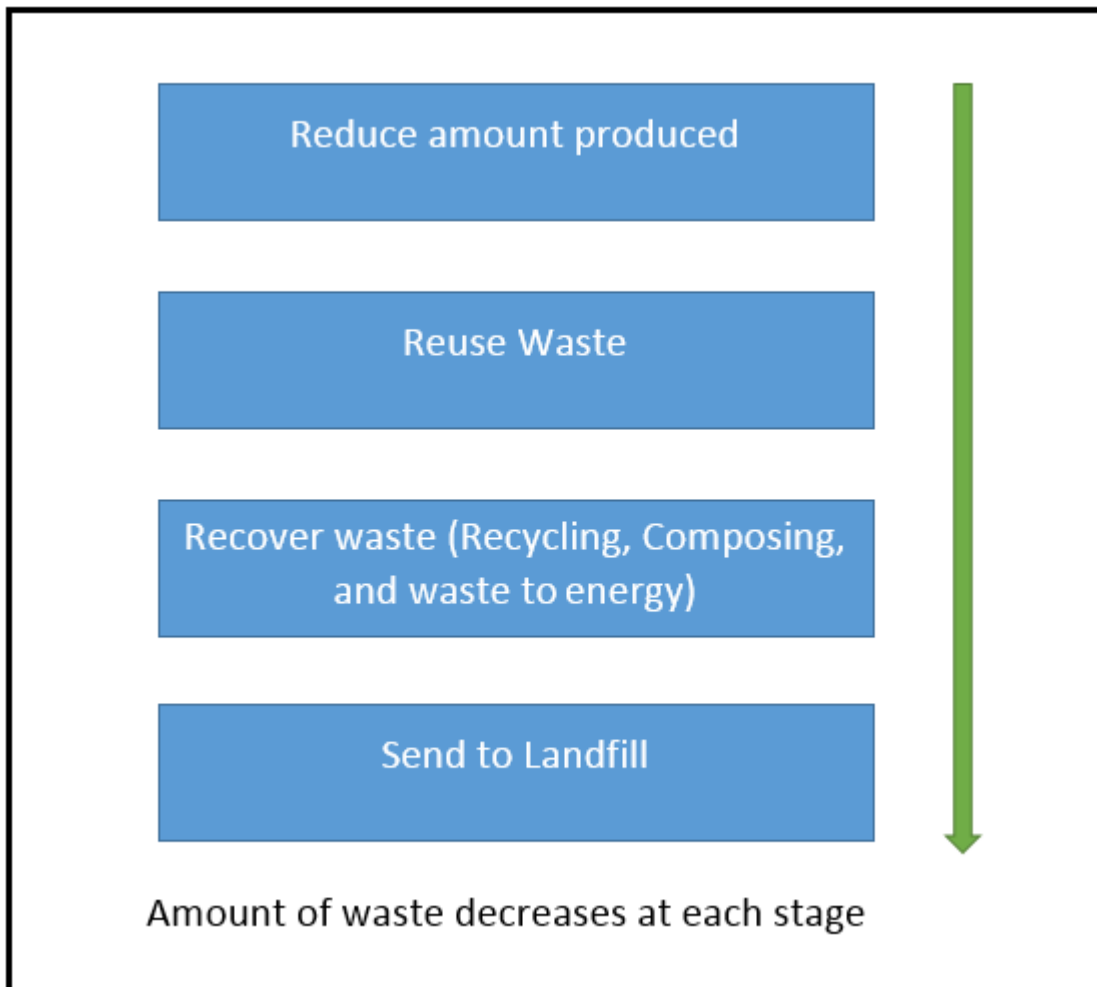 Reduce amount produced
Reuse Waste
Recover waste (Recycling, Composing,
and waste to energy)
Send to Landfill
Amount of waste decreases at each stage